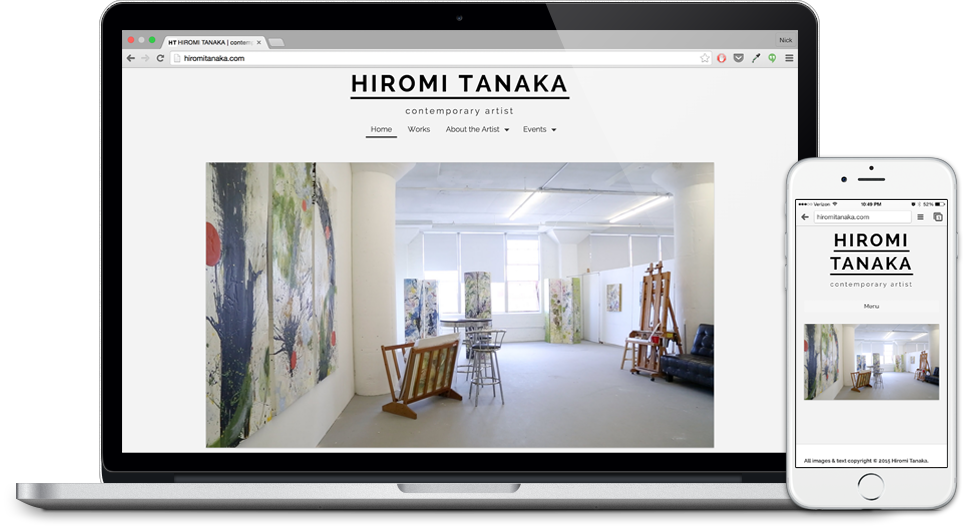 HT HIROMI TANAKA | contem
Nick
hiromitanaka.com
HIROMI TANAKA
contemporary artist
Home Works About the Artist Events
Verizon 10:49 PM 52%
hiromitanaka.com
HIROMI
TANAKA
contemporary artist
Menu
All images & text copyright © 2015 Hiromi Tanaka.